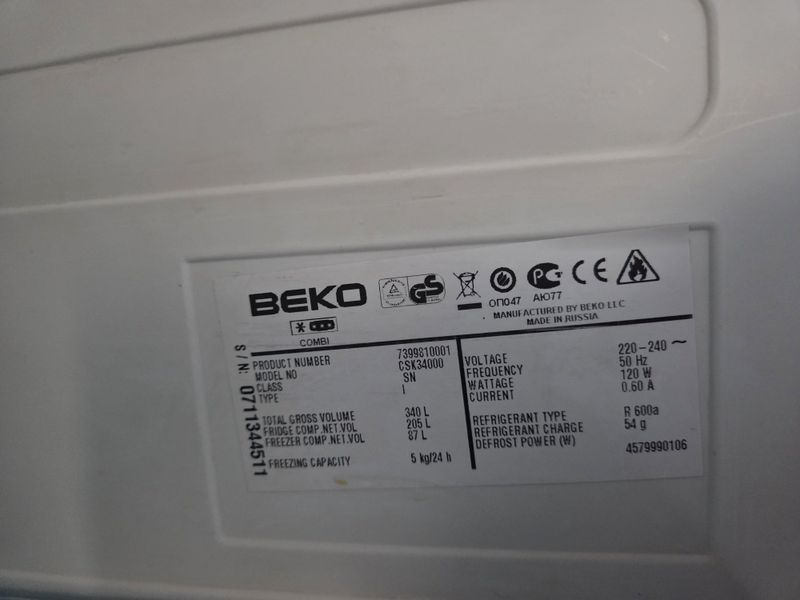 BEKO
COMBI
ОП047 АЮ77
MANUFACTURED BY BEKO LLC
MADE IN RUSSIA
S / N: 0711344511
PRODUCT NUMBER 7399810001
MODEL NO CSK34000
CLASS SN
TYPE I
TOTAL GROSS VOLUME 340 L
FRIDGE COMP.NET.VOL 205 L
FREEZER COMP.NET.VOL 87 L
FREEZING CAPACITY 5 kg/24 h
VOLTAGE 220-240 ~
FREQUENCY 50 Hz
WATTAGE 120 W
CURRENT 0.60 A
REFRIGERANT TYPE R 600a
REFRIGERANT CHARGE 54 g
DEFROST POWER (W)
4579990106